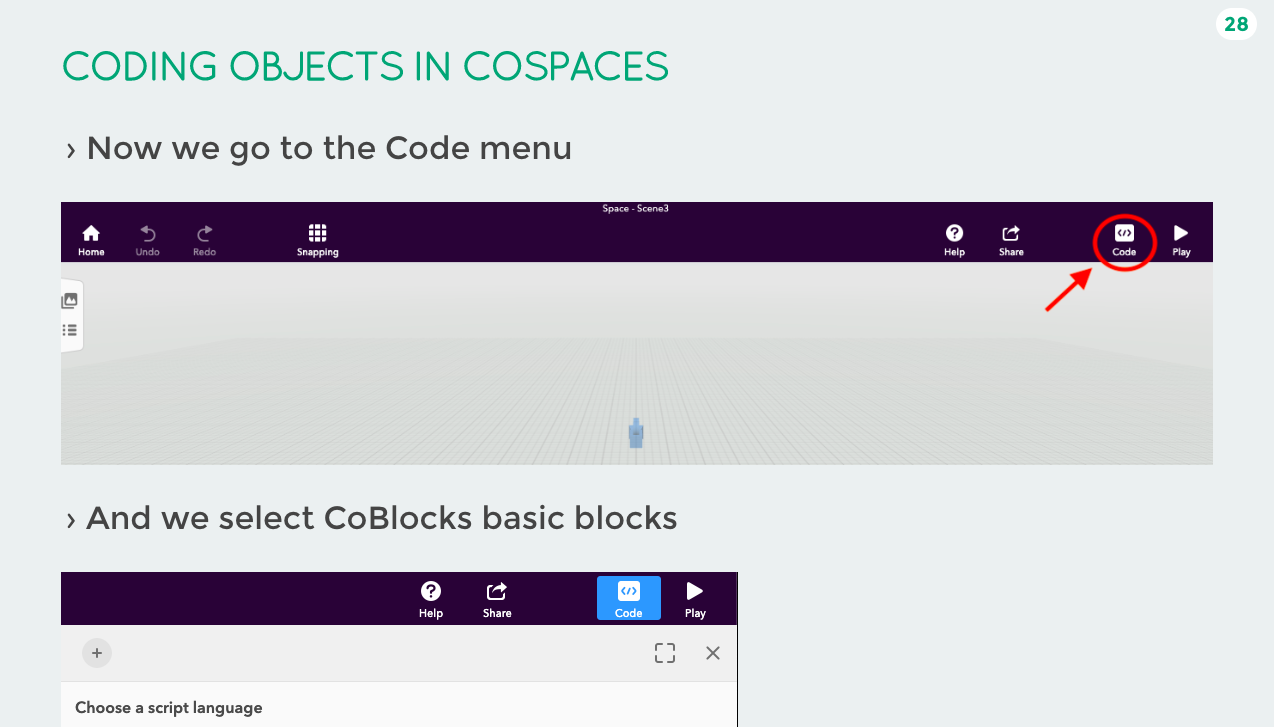 28
CODING OBJECTS IN COSPACES
› Now we go to the Code menu
Space - Scene3
Home Undo Redo Snapping Help Share Code Play
› And we select CoBlocks basic blocks
Help Share Code Play
Choose a script language